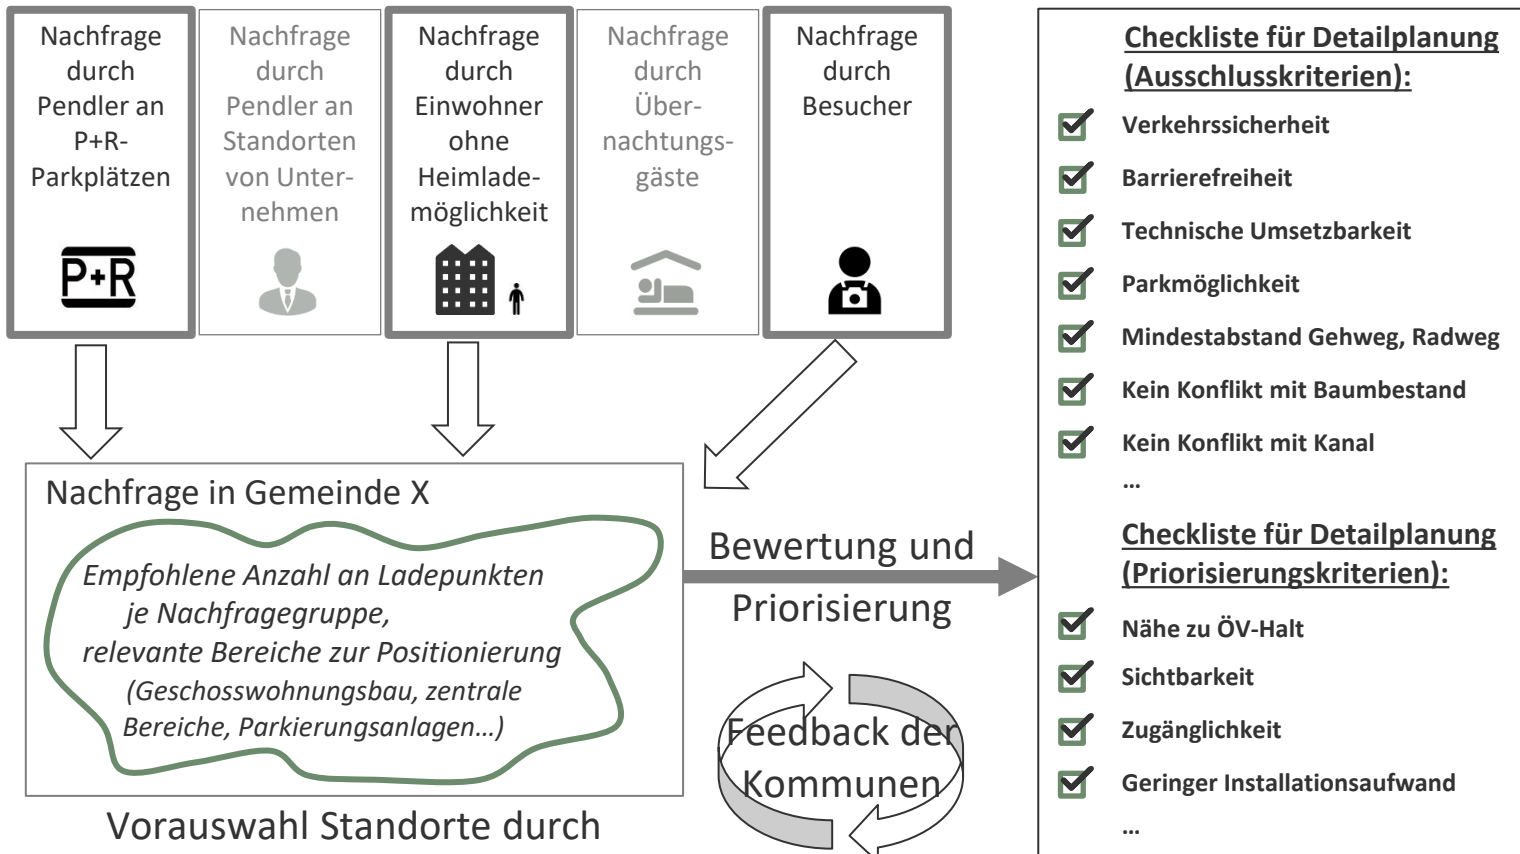 Nachfrage
durch
Pendler an
P+R-
Parkplätzen
P+R
Nachfrage
durch
Pendler an
Standorten
von Unter-
nehmen
Nachfrage
durch
Einwohner
ohne
Heimlade-
möglichkeit
Nachfrage
durch
Über-
nachtungs-
gäste
Nachfrage
durch
Besucher
Nachfrage in Gemeinde X
Empfohlene Anzahl an Ladepunkten
je Nachfragegruppe,
relevante Bereiche zur Positionierung
(Geschosswohnungsbau, zentrale
Bereiche, Parkierungsanlagen…)
Vorauswahl Standorte durch
Bewertung und
Priorisierung
Feedback der
Kommunen
Checkliste für Detailplanung
(Ausschlusskriterien):
Verkehrssicherheit
Barrierefreiheit
Technische Umsetzbarkeit
Parkmöglichkeit
Mindestabstand Gehweg, Radweg
Kein Konflikt mit Baumbestand
Kein Konflikt mit Kanal
…
Checkliste für Detailplanung
(Priorisierungskriterien):
Nähe zu ÖV-Halt
Sichtbarkeit
Zugänglichkeit
Geringer Installationsaufwand
…